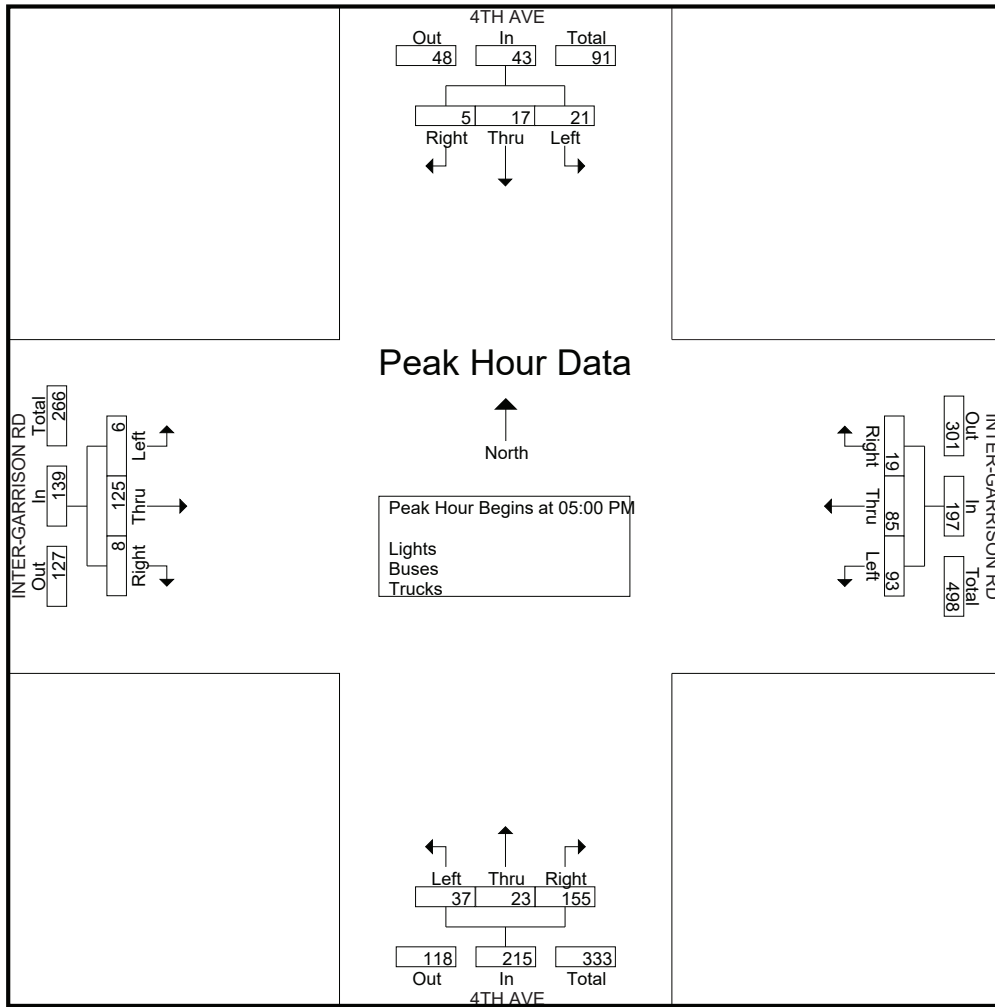 4TH AVE
Out In Total
48 43 91
5 17 21
Right Thru Left
Peak Hour Data
North
Peak Hour Begins at 05:00 PM
Lights
Buses
Trucks
INTER-GARRISON RD
Total In Out
266 139 127
6 125 8
Left Thru Right
INTER-GARRISON RD
Out In Total
301 197 498
19 85 93
Right Thru Left
Left Thru Right
37 23 155
118 215 333
Out In Total
4TH AVE